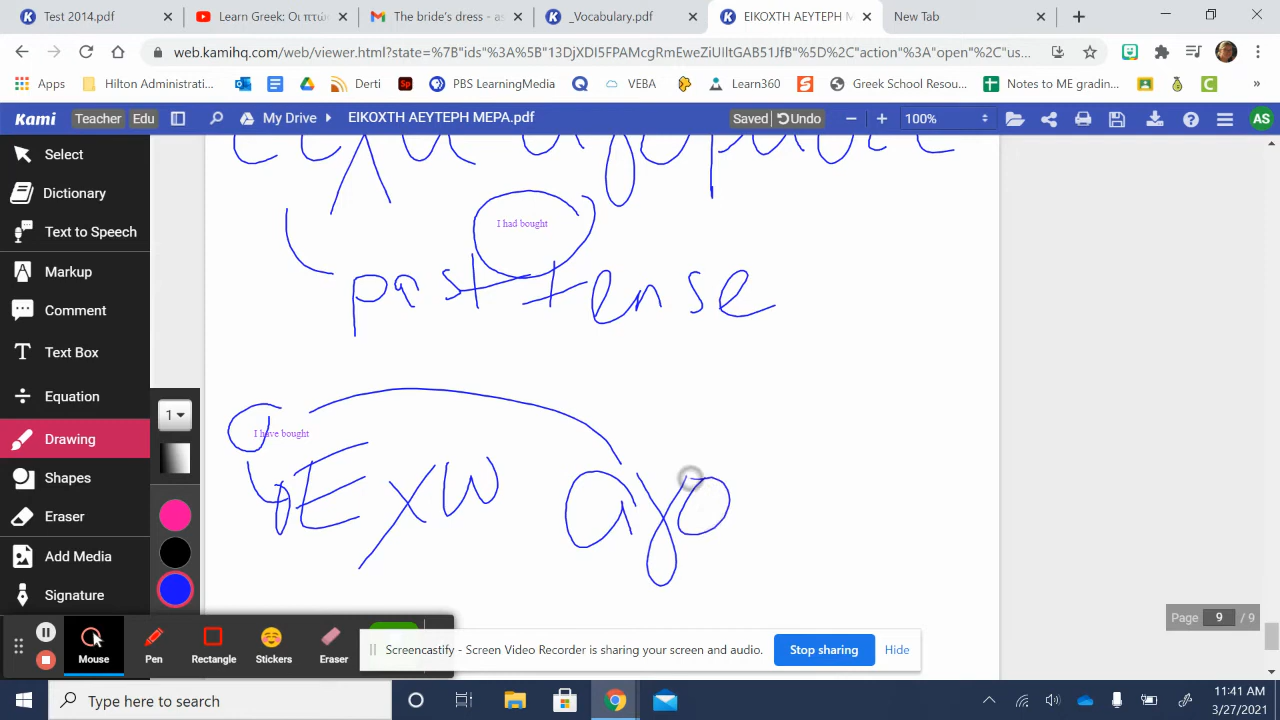 Test 2014.pdf
Learn Greek: Οι πτώ
The bride's dress - as
_Vocabulary.pdf
ΕΙΚΟΧΤΗ ΑΕΥΤΕΡΗ Μ
New Tab
web.kamihq.com/web/viewer.html?state=%7B"ids"%3A%5B"13DjXDI5FPAMcgRmEweZiUIltGAB51JfB"%5D%2C"action"%3A"open"%2C"us...
Apps
Hilton Administrati...
Derti
PBS LearningMedia
VEBA
Learn360
Greek School Resou...
Notes to ME gradin...
Kami Teacher Edu
My Drive
ΕΙΚΟΧΤΗ ΑΕΥΤΕΡΗ ΜΕΡΑ.pdf
Saved Undo
100%
AS
Select
Dictionary
Text to Speech
Markup
Comment
Text Box
Equation
Drawing
Shapes
Eraser
Add Media
Signature
1
I had bought
past tense
I have bought
Εχω αγο
Page 9 / 9
Mouse
Pen
Rectangle
Stickers
Eraser
Screencastify - Screen Video Recorder is sharing your screen and audio.
Stop sharing
Hide
Type here to search
11:41 AM
3/27/2021